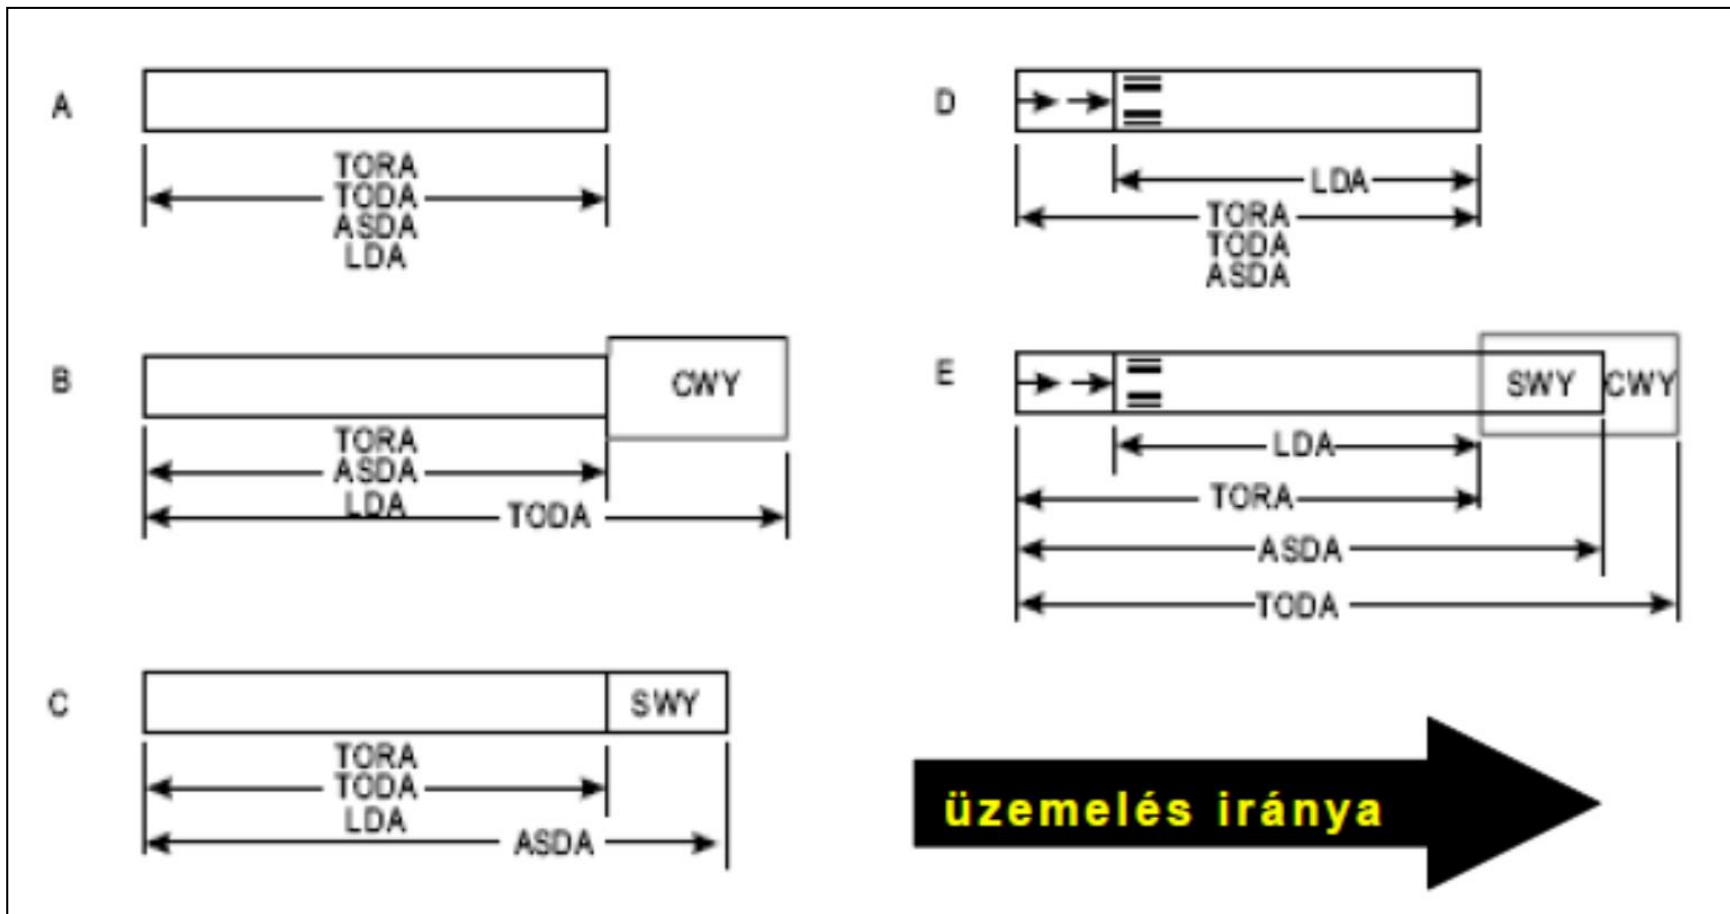 A
TORA
TODA
ASDA
LDA
B
CWY
TORA
ASDA
LDA
TODA
C
SWY
TORA
TODA
LDA
ASDA
D
LDA
TORA
TODA
ASDA
E
SWY CWY
LDA
TORA
ASDA
TODA
üzemelés iránya